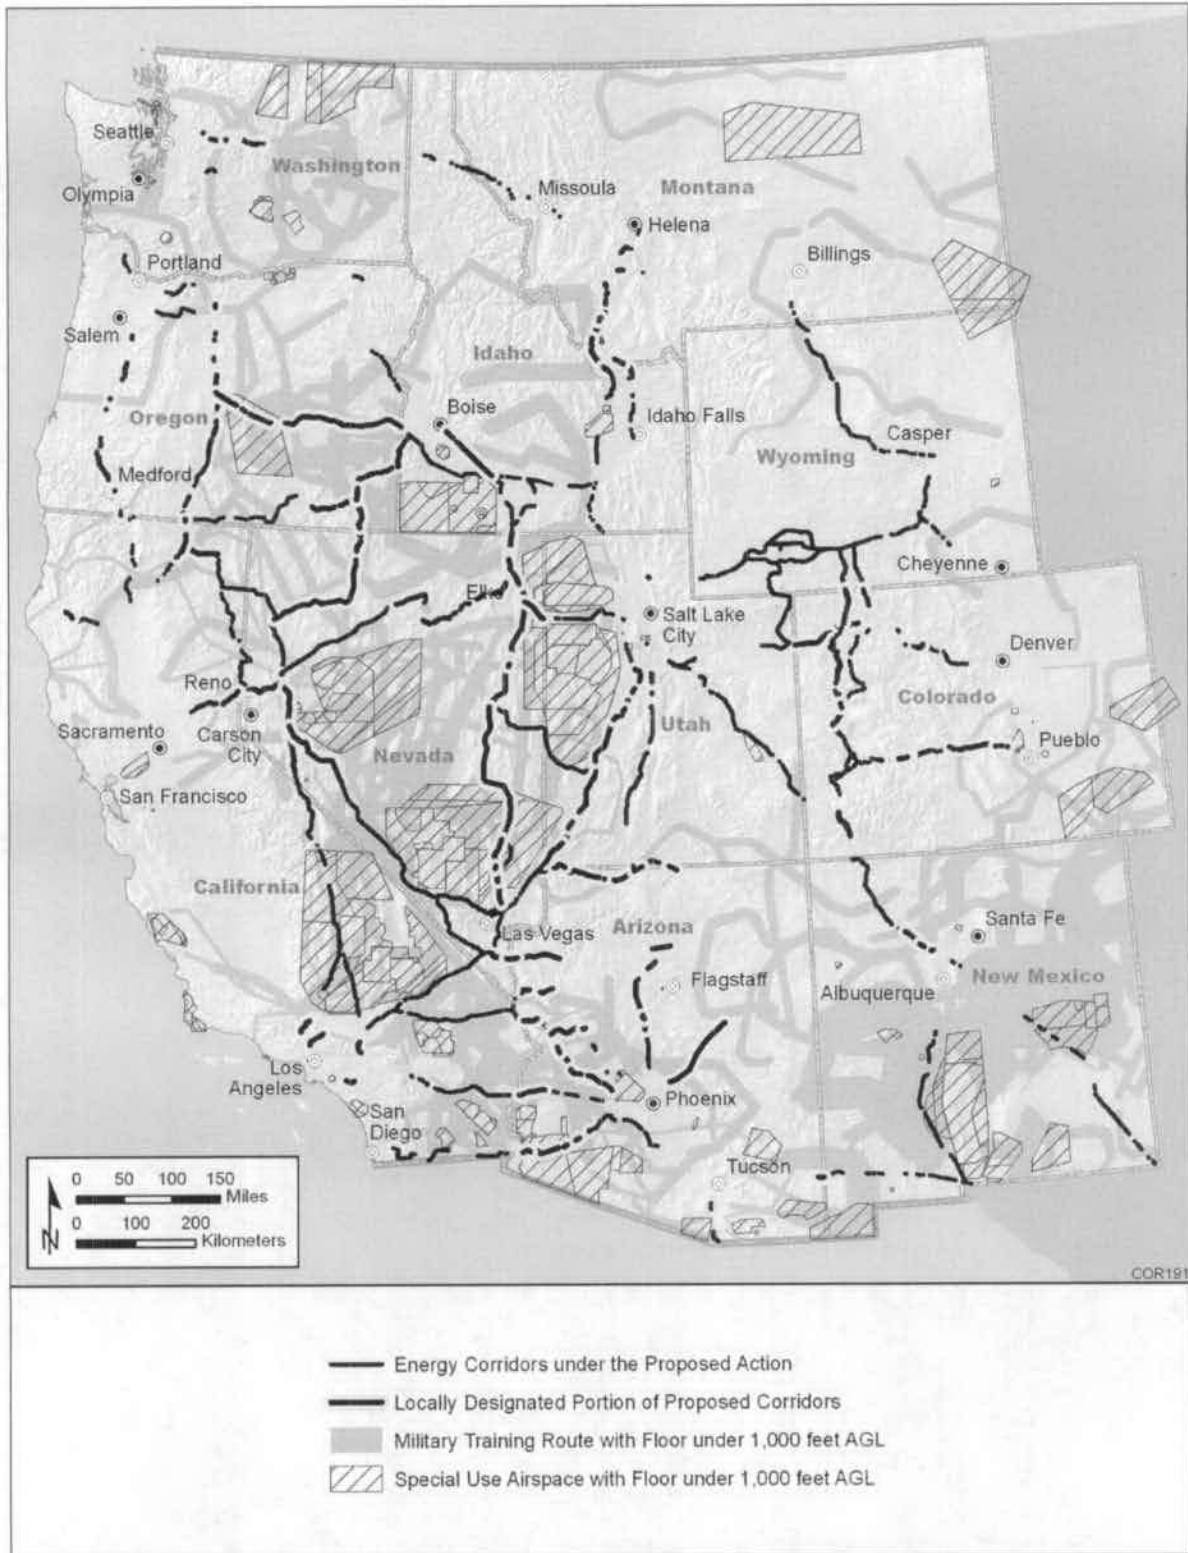 Seattle
Washington
Olympia
Missoula
Montana
Helena
Portland
Billings
Salem
Idaho
Oregon
Boise
Idaho Falls
Casper
Wyoming
Medford
Cheyenne
Elko
Salt Lake
City
Denver
Reno
Colorado
Sacramento
Carson
City
Utah
Pueblo
Nevada
San Francisco
California
Las Vegas
Arizona
Santa Fe
Flagstaff
New Mexico
Albuquerque
Los
Angeles
Phoenix
San
Diego
Tucson
0 50 100 150
Miles
0 100 200
Kilometers
N
COR191
Energy Corridors under the Proposed Action
Locally Designated Portion of Proposed Corridors
Military Training Route with Floor under 1,000 feet AGL
Special Use Airspace with Floor under 1,000 feet AGL